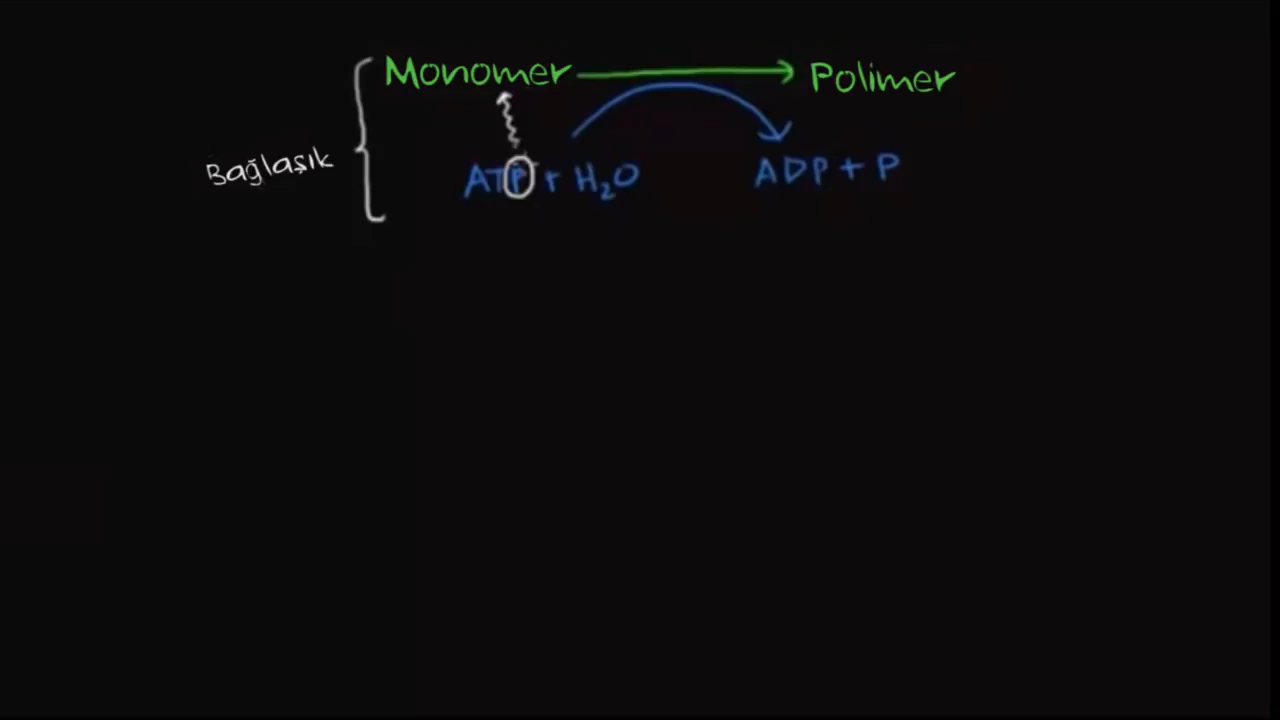 Monomer → Polimer
Bağlaşık
ATP + H₂O ADP + P